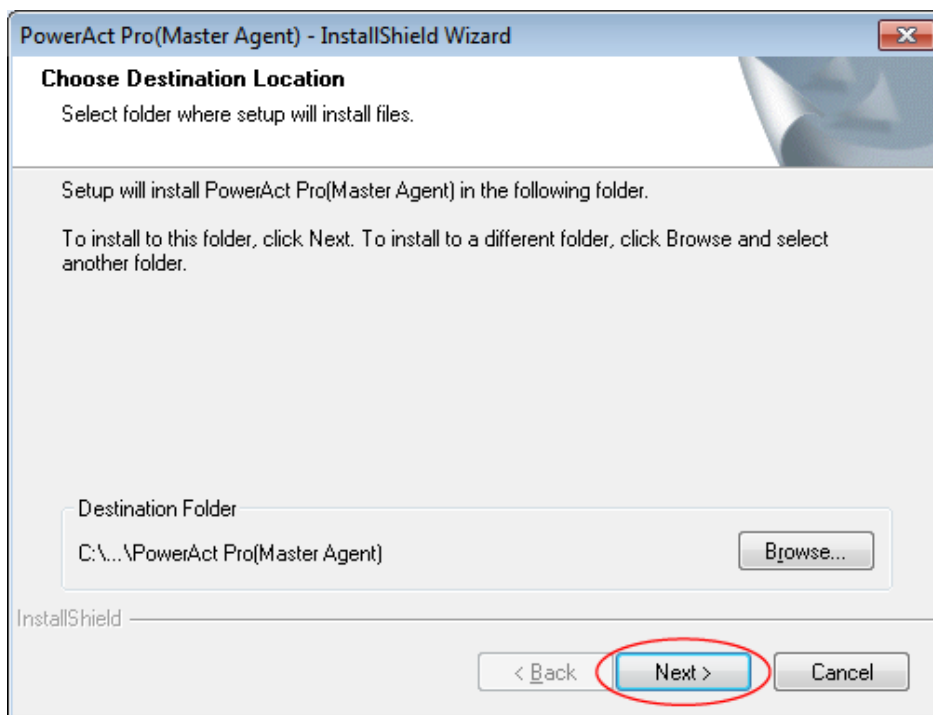 PowerAct Pro(Master Agent) - InstallShield Wizard
Choose Destination Location
Select folder where setup will install files.
Setup will install PowerAct Pro(Master Agent) in the following folder.
To install to this folder, click Next. To install to a different folder, click Browse and select
another folder.
Destination Folder
C:\...\PowerAct Pro(Master Agent)
Browse...
InstallShield
< Back
Next >
Cancel